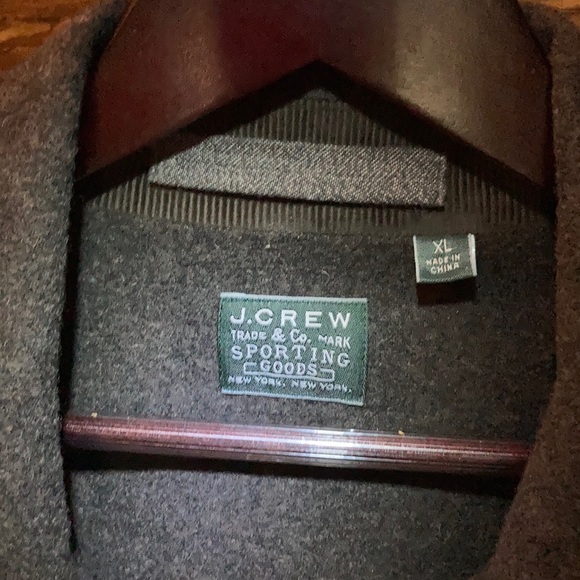 XL
MADE IN
CHINA
J.CREW
TRADE & Co. MARK
SPORTING
GOODS
NEW YORK, NEW YORK.